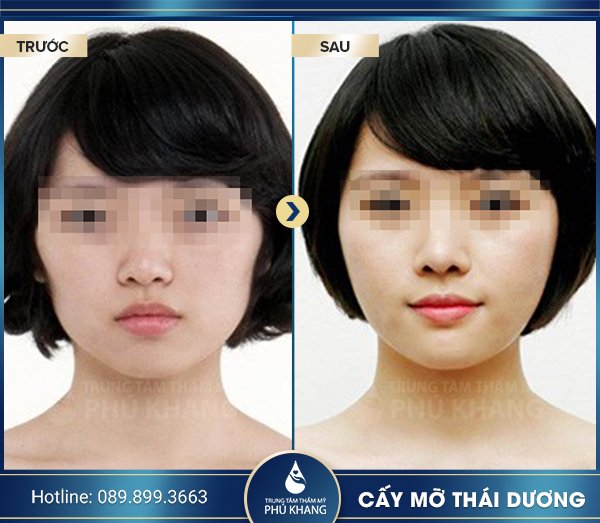 TRƯỚC
SAU
TRUNG TÂM THẨM MỸ
PHÚ KHANG
TRUNG TÂM THẨM MỸ
PHÚ KHANG
Hotline: 089.899.3663
TRUNG TÂM THẨM MỸ
PHÚ KHANG
CẤY MỠ THÁI DƯƠNG